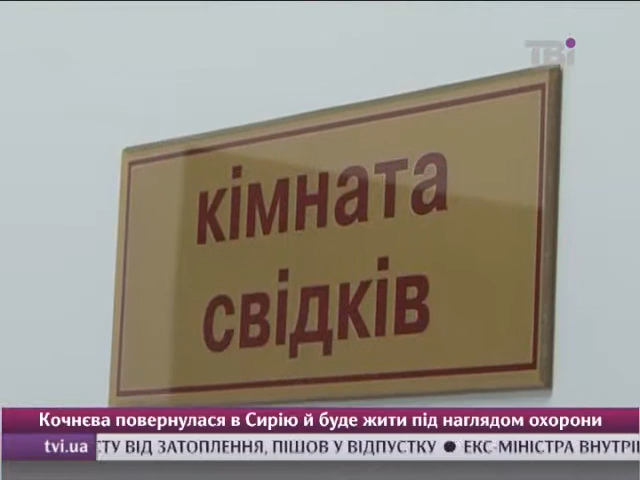 ТВі
кімната
свідків
Кочнєва повернулася в Сирію й буде жити під наглядом охорони
tvi.ua
СТУ ВІД ЗАТОПЛЕННЯ, ПІШОВ У ВІДПУСТКУ ● ЕКС-МІНІСТРА ВНУТРІ